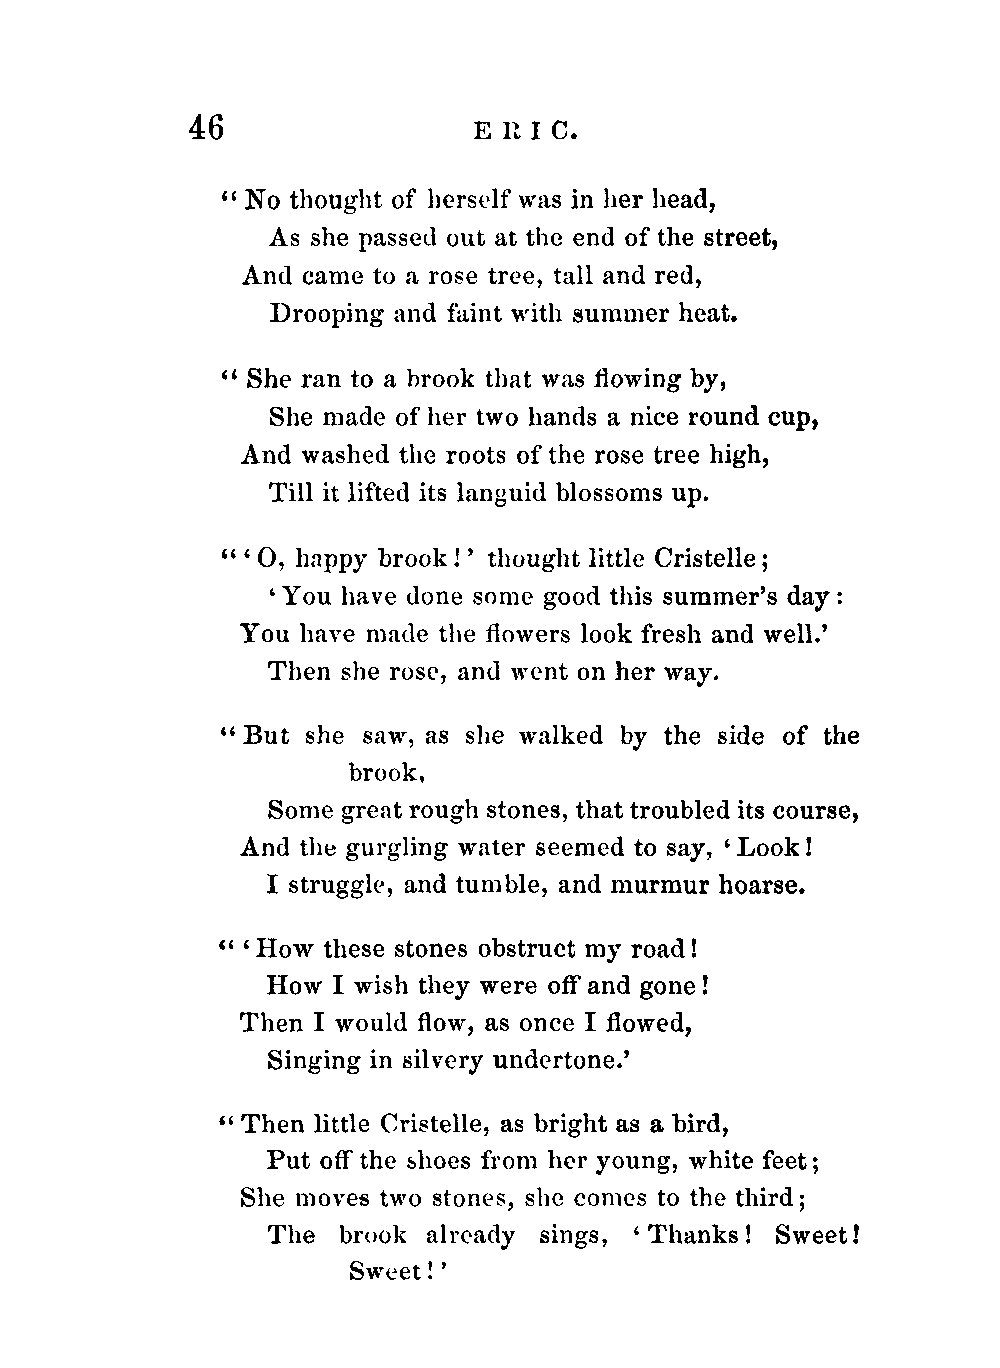 46 ERIC.
“No thought of herself was in her head,
As she passed out at the end of the street,
And came to a rose tree, tall and red,
Drooping and faint with summer heat.
“She ran to a brook that was flowing by,
She made of her two hands a nice round cup,
And washed the roots of the rose tree high,
Till it lifted its languid blossoms up.
“‘O, happy brook!’ thought little Cristelle;
‘You have done some good this summer’s day:
You have made the flowers look fresh and well.’
Then she rose, and went on her way.
“But she saw, as she walked by the side of the
brook,
Some great rough stones, that troubled its course,
And the gurgling water seemed to say, ‘Look!
I struggle, and tumble, and murmur hoarse.
“‘How these stones obstruct my road!
How I wish they were off and gone!
Then I would flow, as once I flowed,
Singing in silvery undertone.’
“Then little Cristelle, as bright as a bird,
Put off the shoes from her young, white feet;
She moves two stones, she comes to the third;
The brook already sings, ‘Thanks! Sweet!
Sweet!’